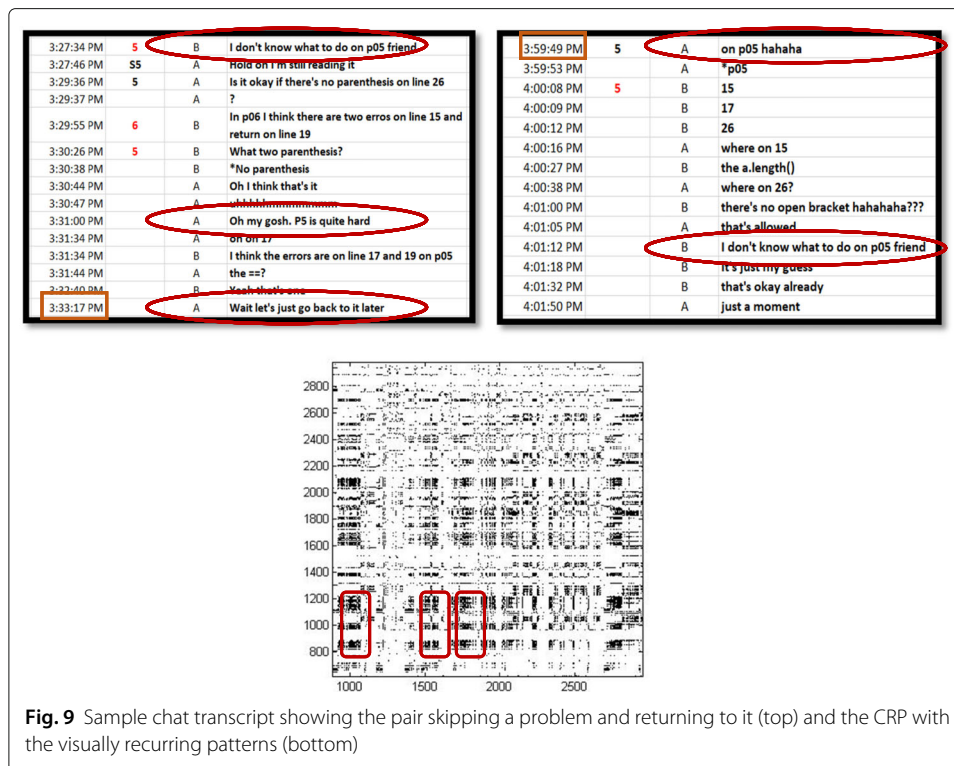 3:27:34 PM 5 B I don't know what to do on p05 friend
3:27:46 PM S5 A Hold on I'm still reading it
3:29:36 PM 5 A Is it okay if there's no parenthesis on line 26
3:29:37 PM A ?
3:29:55 PM 6 B In p06 I think there are two erros on line 15 and
return on line 19
3:30:26 PM 5 B What two parenthesis?
3:30:38 PM B *No parenthesis
3:30:44 PM A Oh I think that's it
3:30:47 PM A
3:31:00 PM A Oh my gosh. P5 is quite hard
3:31:34 PM A oh on 17
3:31:34 PM B I think the errors are on line 17 and 19 on p05
3:31:44 PM A the ==?
3:32:40 PM B Yeah that's one
3:33:17 PM A Wait let's just go back to it later
3:59:49 PM 5 A on p05 hahaha
3:59:53 PM A *p05
4:00:08 PM 5 B 15
4:00:09 PM B 17
4:00:12 PM B 26
4:00:16 PM A where on 15
4:00:27 PM B the a.length()
4:00:38 PM A where on 26?
4:01:00 PM B there's no open bracket hahahaha???
4:01:05 PM A that's allowed
4:01:12 PM B I don't know what to do on p05 friend
4:01:18 PM B it's just my guess
4:01:32 PM B that's okay already
4:01:50 PM A just a moment
2800
2600
2400
2200
2000
1800
1600
1400
1200
1000
800
1000 1500 2000 2500
Fig. 9 Sample chat transcript showing the pair skipping a problem and returning to it (top) and the CRP with
the visually recurring patterns (bottom)